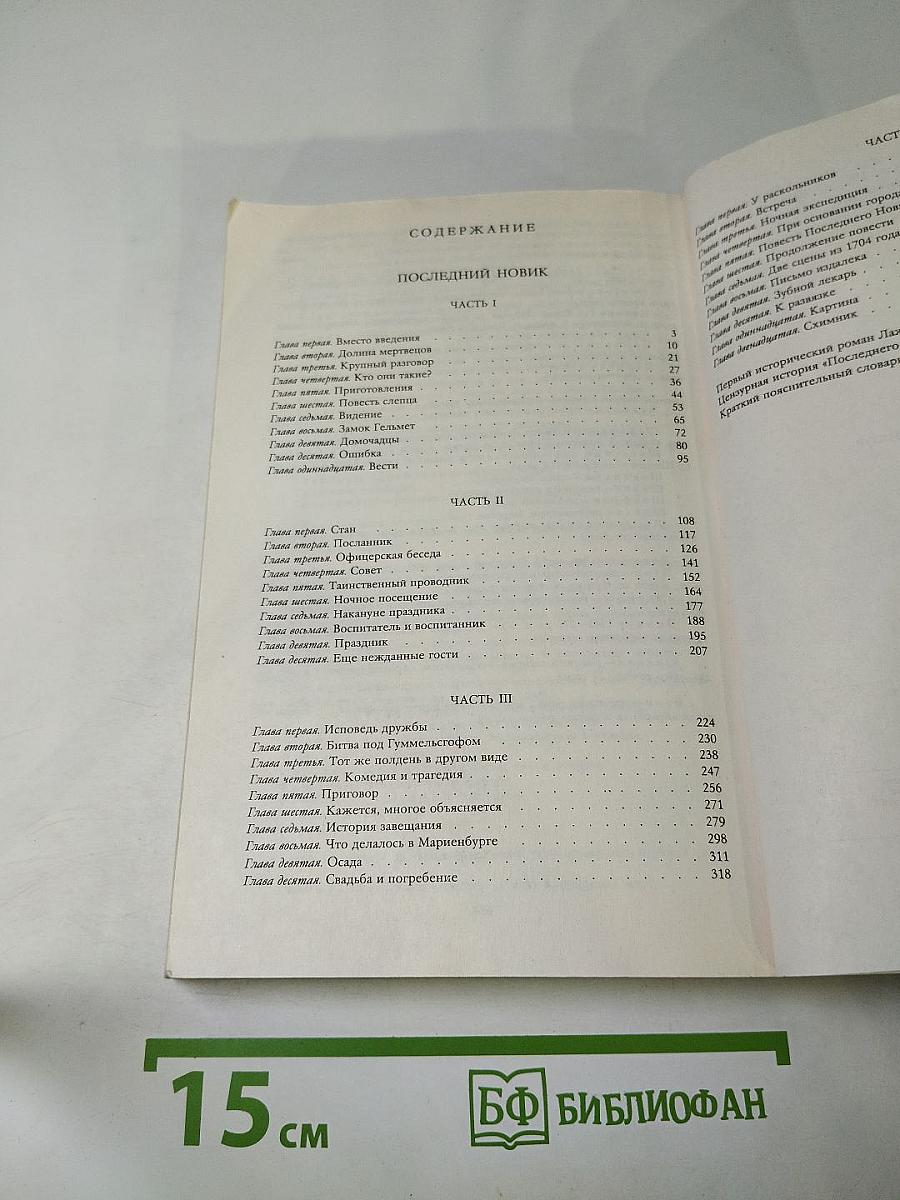 СОДЕРЖАНИЕ
ПОСЛЕДНИЙ НОВИК
ЧАСТЬ I
Глава первая. Вместо введения . . . 3
Глава вторая. Долина мертвецов . . . 10
Глава третья. Крупный разговор . . . 21
Глава четвертая. Кто они такие? . . . 27
Глава пятая. Приготовления . . . 36
Глава шестая. Повесть слепца . . . 44
Глава седьмая. Видение . . . 53
Глава восьмая. Замок Гельмет . . . 65
Глава девятая. Домочадцы . . . 72
Глава десятая. Ошибка . . . 80
Глава одиннадцатая. Вести . . . 95
ЧАСТЬ II
Глава первая. Стан . . . 108
Глава вторая. Посланник . . . 117
Глава третья. Офицерская беседа . . . 126
Глава четвертая. Совет . . . 141
Глава пятая. Таинственный проводник . . . 152
Глава шестая. Ночное посещение . . . 164
Глава седьмая. Накануне праздника . . . 177
Глава восьмая. Воспитатель и воспитанник . . . 188
Глава девятая. Праздник . . . 195
Глава десятая. Еще нежданные гости . . . 207
ЧАСТЬ III
Глава первая. Исповедь дружбы . . . 224
Глава вторая. Битва под Гуммельсгофом . . . 230
Глава третья. Тот же полдень в другом виде . . . 238
Глава четвертая. Комедия и трагедия . . . 247
Глава пятая. Приговор . . . 256
Глава шестая. Кажется, многое объясняется . . . 271
Глава седьмая. История завещания . . . 279
Глава восьмая. Что делалось в Мариенбурге . . . 298
Глава девятая. Осада . . . 311
Глава десятая. Свадьба и погребение . . . 318
ЧАСТ
Глава первая. У раскольников . . .
Глава вторая. Встреча . . .
Глава третья. Ночная экспедиция . . .
Глава четвертая. При основании города
Глава пятая. Повесть Последнего Нови
Глава шестая. Продолжение повести
Глава седьмая. Две сцены из 1704 года
Глава восьмая. Письмо издалека . . .
Глава девятая. Зубной лекарь . . .
Глава десятая. К развязке . . .
Глава одиннадцатая. Картина . . .
Глава двенадцатая. Схимник . . .
Первый исторический роман Лаж
Цензурная история «Последнего
Краткий пояснительный словарь
15 см
БФ БИБЛИОФАН